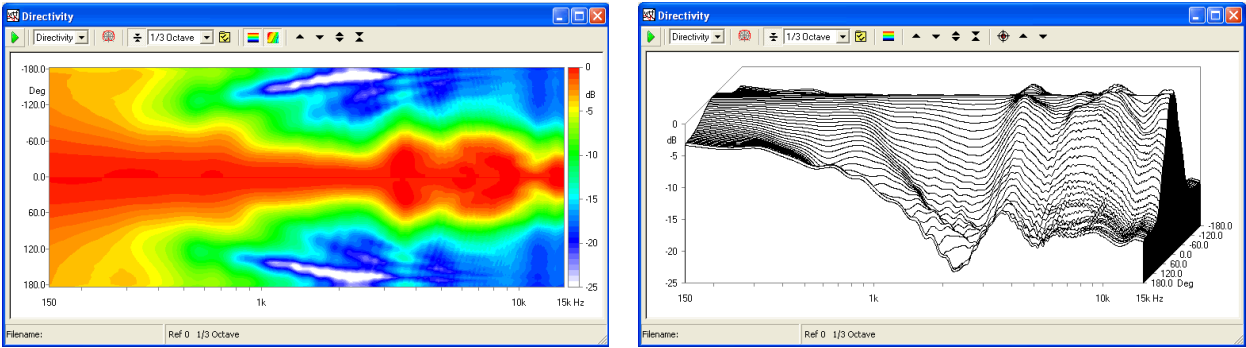 Directivity
Directivity 1/3 Octave
-180.0
Deg
-120.0
-60.0
0.0
60.0
120.0
180.0
0
dB
-5
-10
-15
-20
-25
150 1k 10k 15k Hz
Filename: Ref 0 1/3 Octave
Directivity
Directivity 1/3 Octave
0
dB
-5
-10
-15
-20
-25
-180.0
-120.0
-60.0
0.0
60.0
120.0
180.0 Deg
150 1k 10k 15k Hz
Filename: Ref 0 1/3 Octave